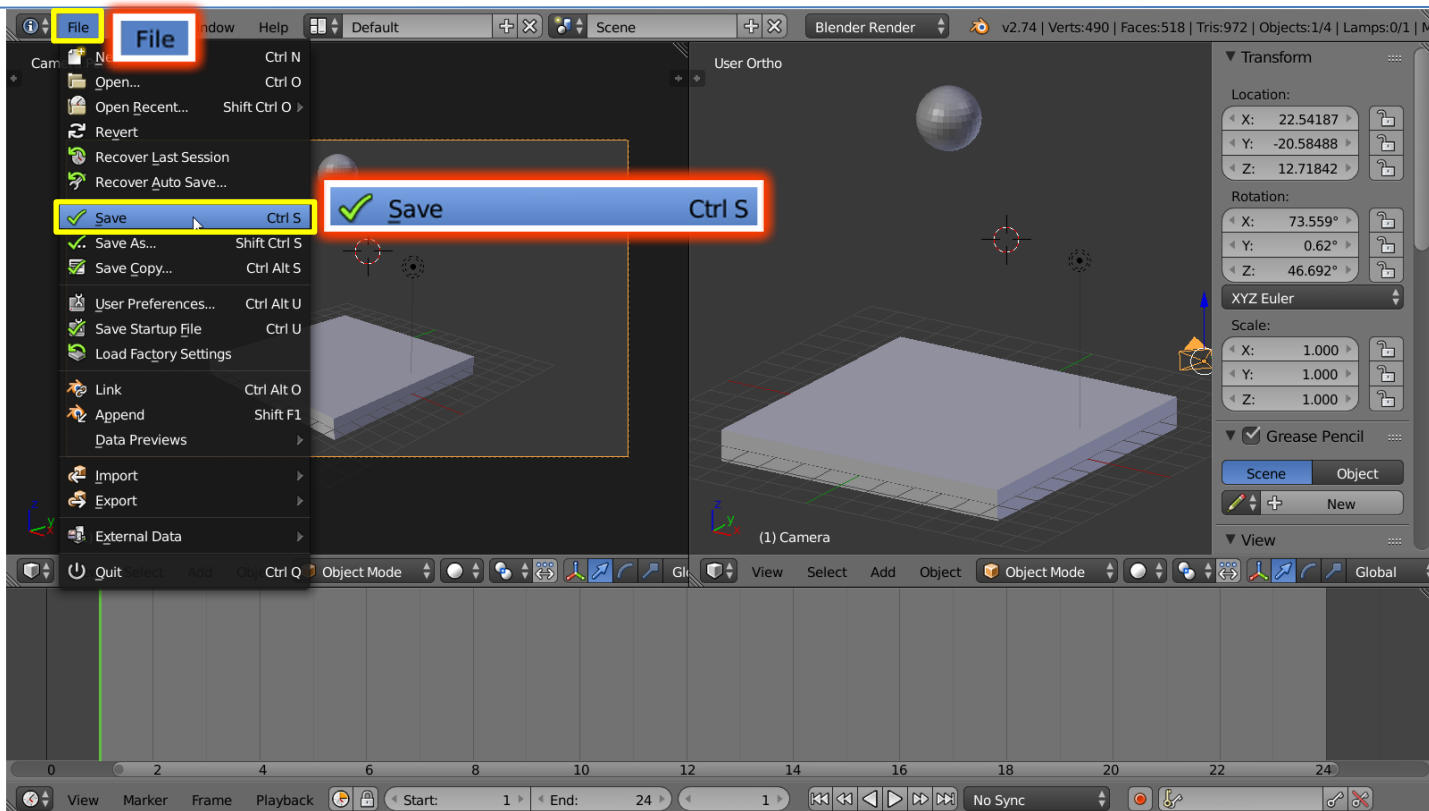 File
ndow
Help
Default
Scene
Blender Render
v2.74 | Verts:490 | Faces:518 | Tris:972 | Objects:1/4 | Lamps:0/1 |
File
Ctrl N
Open... Ctrl O
Open Recent... Shift Ctrl O
Revert
Recover Last Session
Recover Auto Save...
Save Ctrl S
Save As... Shift Ctrl S
Save Copy... Ctrl Alt S
User Preferences... Ctrl Alt U
Save Startup File Ctrl U
Load Factory Settings
Link Ctrl Alt O
Append Shift F1
Data Previews
Import
Export
External Data
Quit Ctrl Q
Save Ctrl S
User Ortho
z
y
x
z
y
x
(1) Camera
Transform
Location:
X: 22.54187
Y: -20.58488
Z: 12.71842
Rotation:
X: 73.559°
Y: 0.62°
Z: 46.692°
XYZ Euler
Scale:
X: 1.000
Y: 1.000
Z: 1.000
Grease Pencil
Scene Object
New
View
Select Add Object Mode
View Select Add Object Object Mode Global
0 2 4 6 8 10 12 14 16 18 20 22 24
View Marker Frame Playback Start: 1 End: 24 1 No Sync